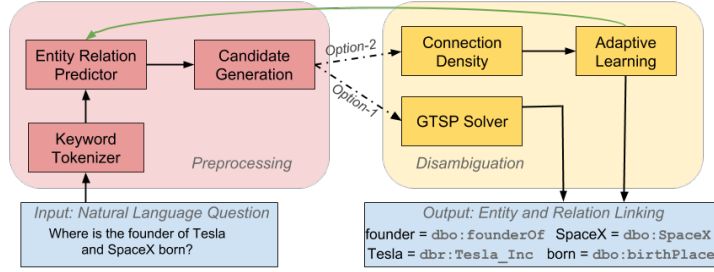 Entity Relation
Predictor
Candidate
Generation
Option-2
Connection
Density
Adaptive
Learning
Option-1
Keyword
Tokenizer
Preprocessing
GTSP Solver
Disambiguation
Input: Natural Language Question
Where is the founder of Tesla
and SpaceX born?
Output: Entity and Relation Linking
founder = dbo:founderOf SpaceX = dbo:SpaceX
Tesla = dbr:Tesla_Inc born = dbo:birthPlace